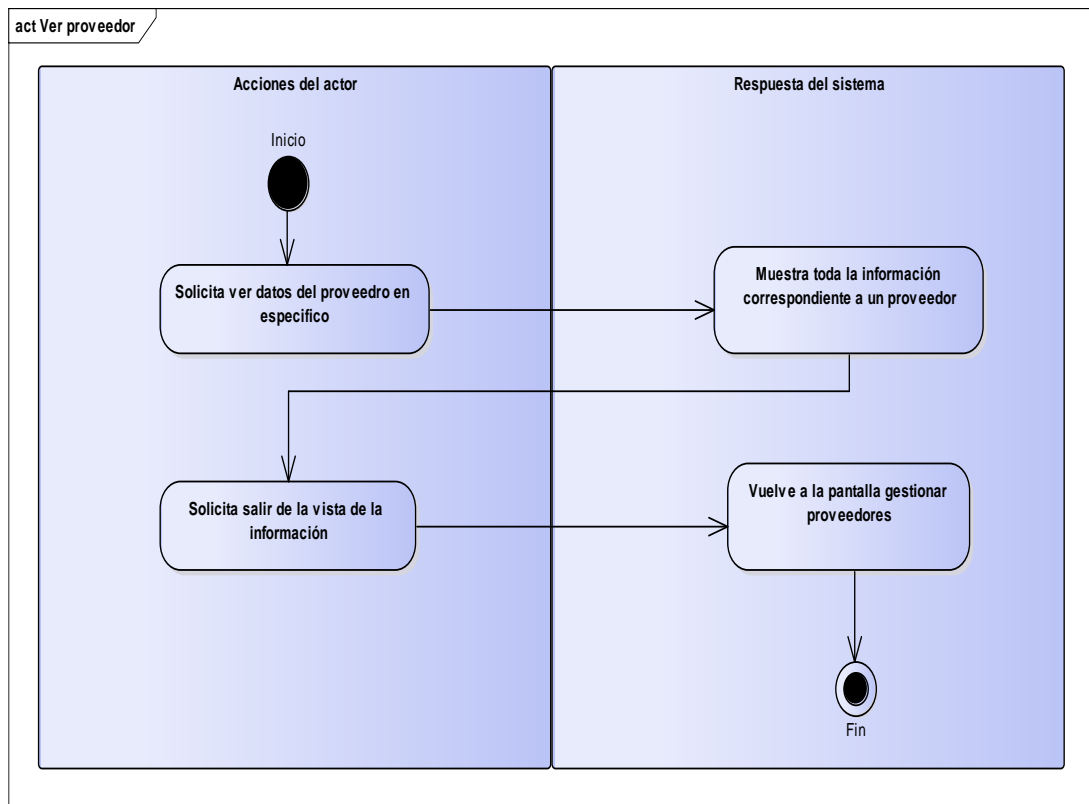 act Ver proveedor
Acciones del actor
Respuesta del sistema
Inicio
Solicita ver datos del proveedro en
especifico
Muestra toda la información
correspondiente a un proveedor
Solicita salir de la vista de la
información
Vuelve a la pantalla gestionar
proveedores
Fin